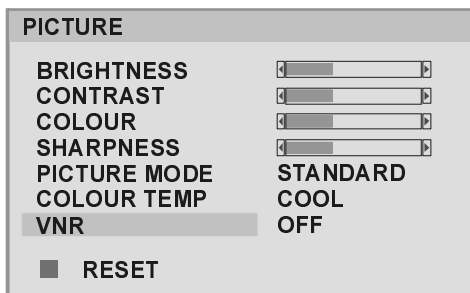 PICTURE
BRIGHTNESS
CONTRAST
COLOUR
SHARPNESS
PICTURE MODE STANDARD
COLOUR TEMP COOL
VNR OFF
RESET